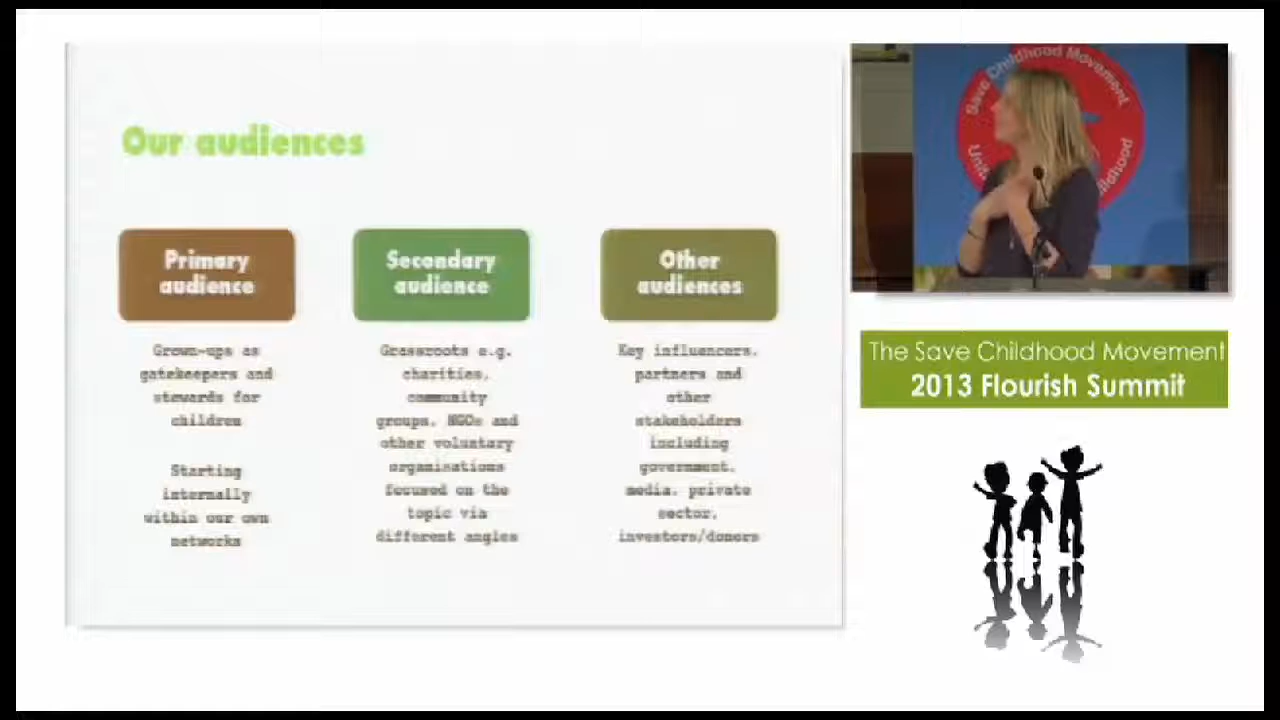 Our audiences
Primary
audience
Grown-ups as
gatekeepers and
stewards for
children
Starting
internally
within our own
networks
Secondary
audience
Grassroots e.g.
charities,
community
groups, NGOs and
other voluntary
organisations
focused on the
topic via
different angles
Other
audiences
Key influencers,
partners and
other
stakeholders
including
government,
media, private
sector,
investors/donors
Save Childhood Movement
The Save Childhood Movement
2013 Flourish Summit